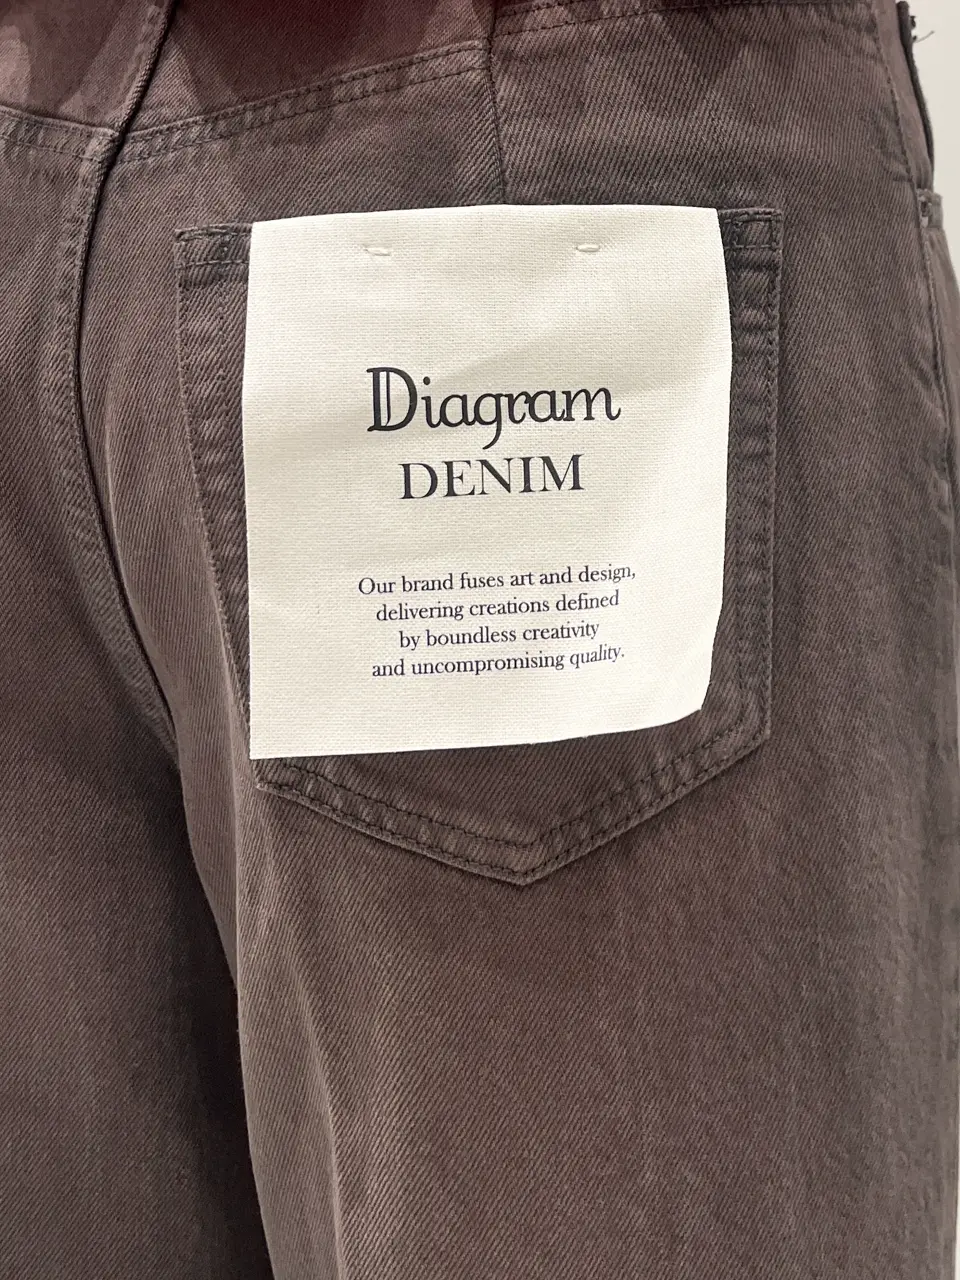 Diagram
DENIM
Our brand fuses art and design,
delivering creations defined
by boundless creativity
and uncompromising quality.